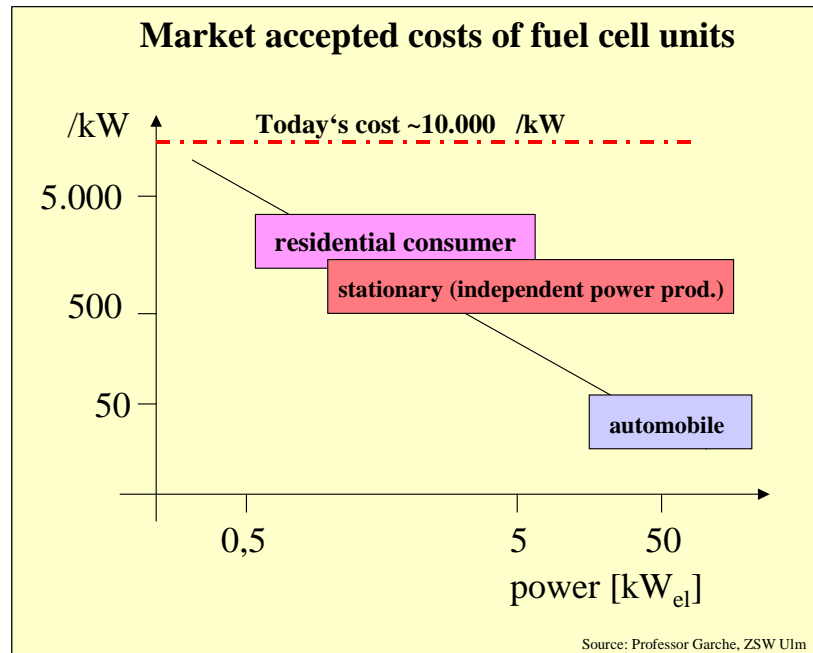 Market accepted costs of fuel cell units
/kW
Today‘s cost ~10.000 /kW
5.000
residential consumer
stationary (independent power prod.)
500
50
automobile
0,5 5 50
power [kWel]
Source: Professor Garche, ZSW Ulm